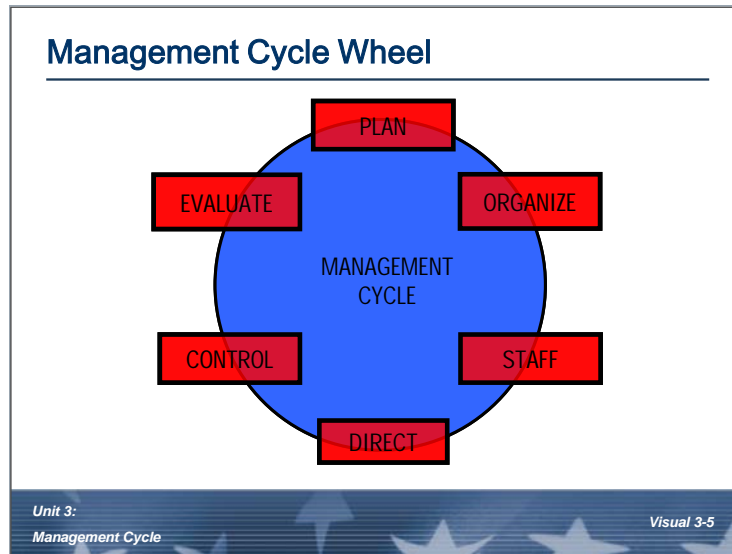 Management Cycle Wheel
PLAN
EVALUATE
ORGANIZE
MANAGEMENT
CYCLE
CONTROL
STAFF
DIRECT
Unit 3:
Management Cycle
Visual 3-5